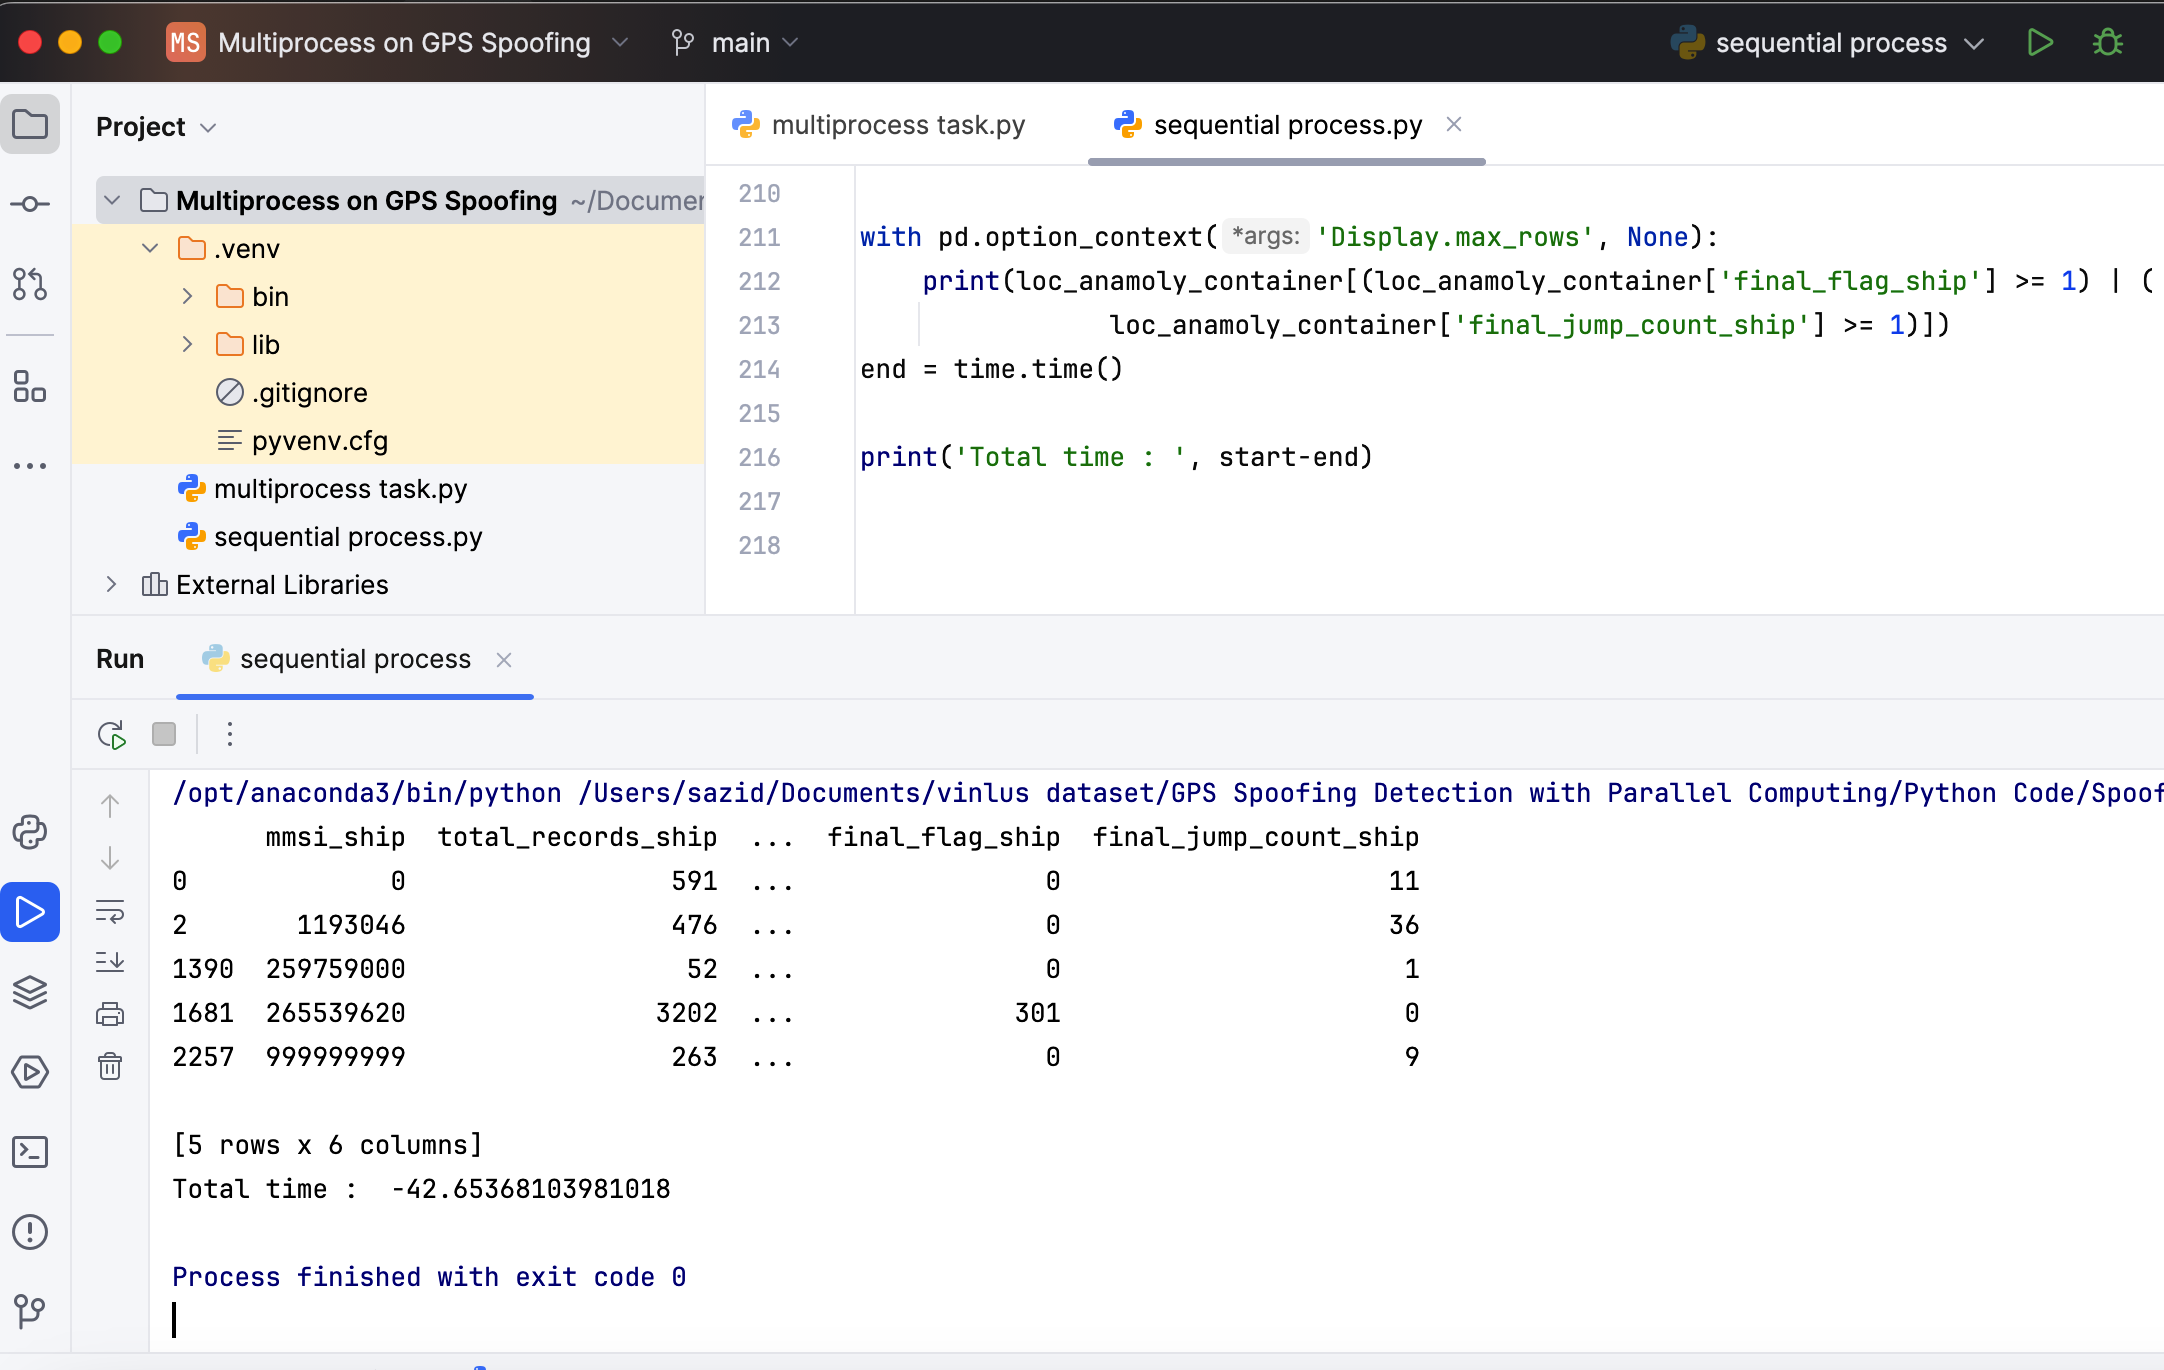 MS Multiprocess on GPS Spoofing main sequential process
Project
Multiprocess on GPS Spoofing ~/Documen
.venv
bin
lib
.gitignore
pyvenv.cfg
multiprocess task.py
sequential process.py
External Libraries
multiprocess task.py sequential process.py
210
211 with pd.option_context( *args: 'Display.max_rows', None):
212 print(loc_anamoly_container[(loc_anamoly_container['final_flag_ship'] >= 1) | (
213 loc_anamoly_container['final_jump_count_ship'] >= 1)])
214 end = time.time()
215
216 print('Total time : ', start-end)
217
218
Run sequential process
/opt/anaconda3/bin/python /Users/sazid/Documents/vinlus dataset/GPS Spoofing Detection with Parallel Computing/Python Code/Spoof
mmsi_ship total_records_ship ... final_flag_ship final_jump_count_ship
0 0 591 ... 0 11
2 1193046 476 ... 0 36
1390 259759000 52 ... 0 1
1681 265539620 3202 ... 301 0
2257 999999999 263 ... 0 9
[5 rows x 6 columns]
Total time : -42.65368103981018
Process finished with exit code 0